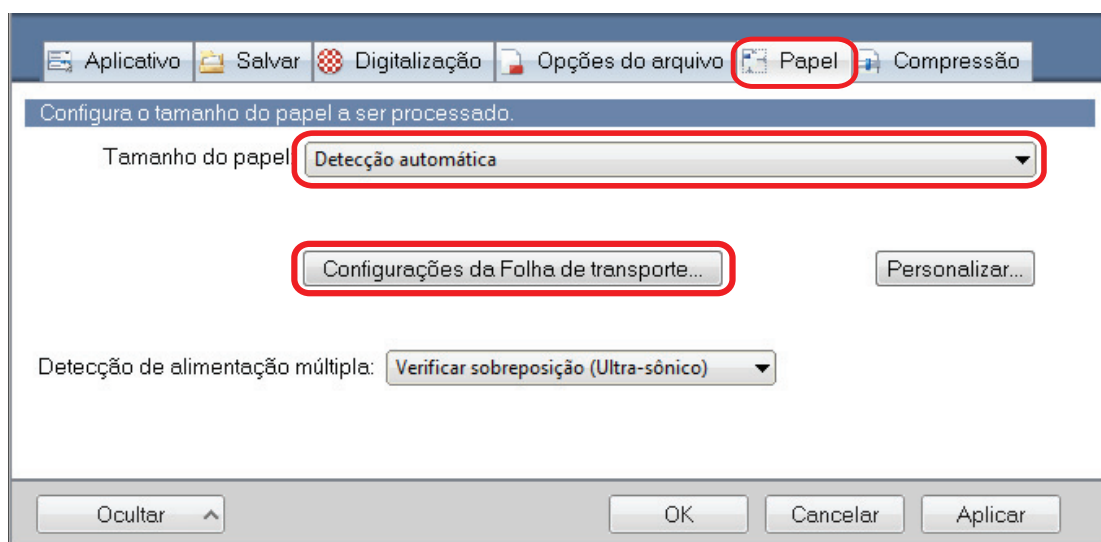 Aplicativo Salvar Digitalização Opções do arquivo Papel Compressão
Configura o tamanho do papel a ser processado.
Tamanho do papel: Detecção automática
Configurações da Folha de transporte... Personalizar...
Detecção de alimentação múltipla: Verificar sobreposição (Ultra-sônico)
Ocultar OK Cancelar Aplicar